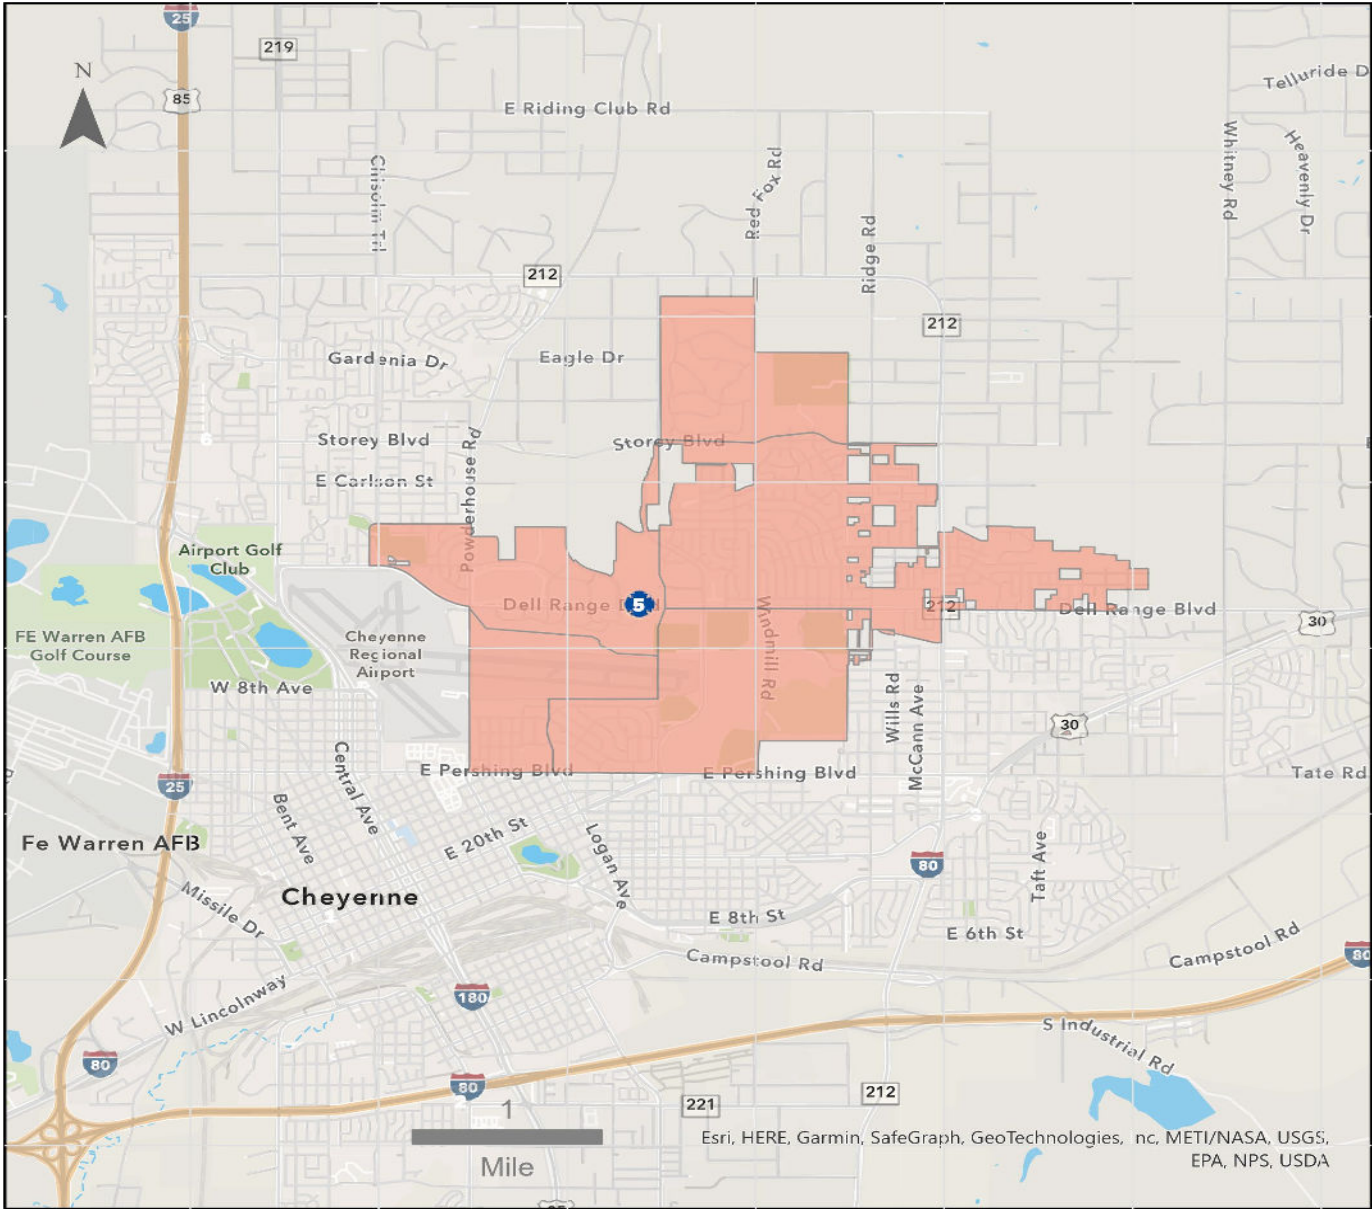 25
219
N
85
E Riding Club Rd
Telluride D
Whitney Rd
Heavenly Dr
Chisolm Trl
Red Fox Rd
Ridge Rd
212
212
Gardenia Dr
Eagle Dr
6
Storey Blvd
Storey Blvd
Powderhouse Rd
E Carlson St
Airport Golf
Club
Dell Range
5
212
Dell Range Blvd
30
FE Warren AFB
Golf Course
Cheyenne
Regional
Airport
Windmill Rd
W 8th Ave
Wills Rd
McCann Ave
30
Central Ave
E Pershing Blvd
E Pershing Blvd
Tate Rd
25
Bent Ave
E 20th St
Logan Ave
3
Fe Warren AFB
80
Taft Ave
Missile Dr
Cheyenne
E 8th St
E 6th St
Campstool Rd
Campstool Rd
80
W Lincolnway
180
S Industrial Rd
80
80
1
221
212
Mile
Esri, HERE, Garmin, SafeGraph, GeoTechnologies, Inc, METI/NASA, USGS,
EPA, NPS, USDA